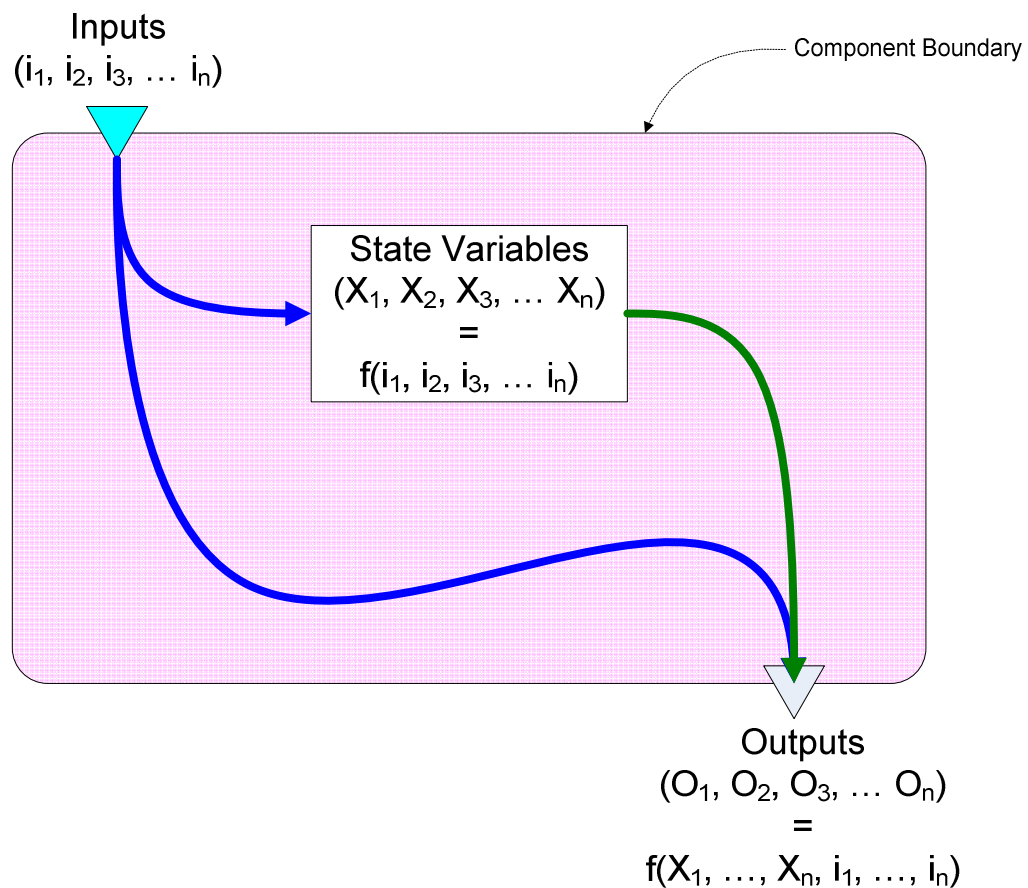 Inputs
(i₁, i₂, i₃, … iₙ)
Component Boundary
State Variables
(X₁, X₂, X₃, … Xₙ)
=
f(i₁, i₂, i₃, … iₙ)
Outputs
(O₁, O₂, O₃, … Oₙ)
=
f(X₁, …, Xₙ, i₁, …, iₙ)